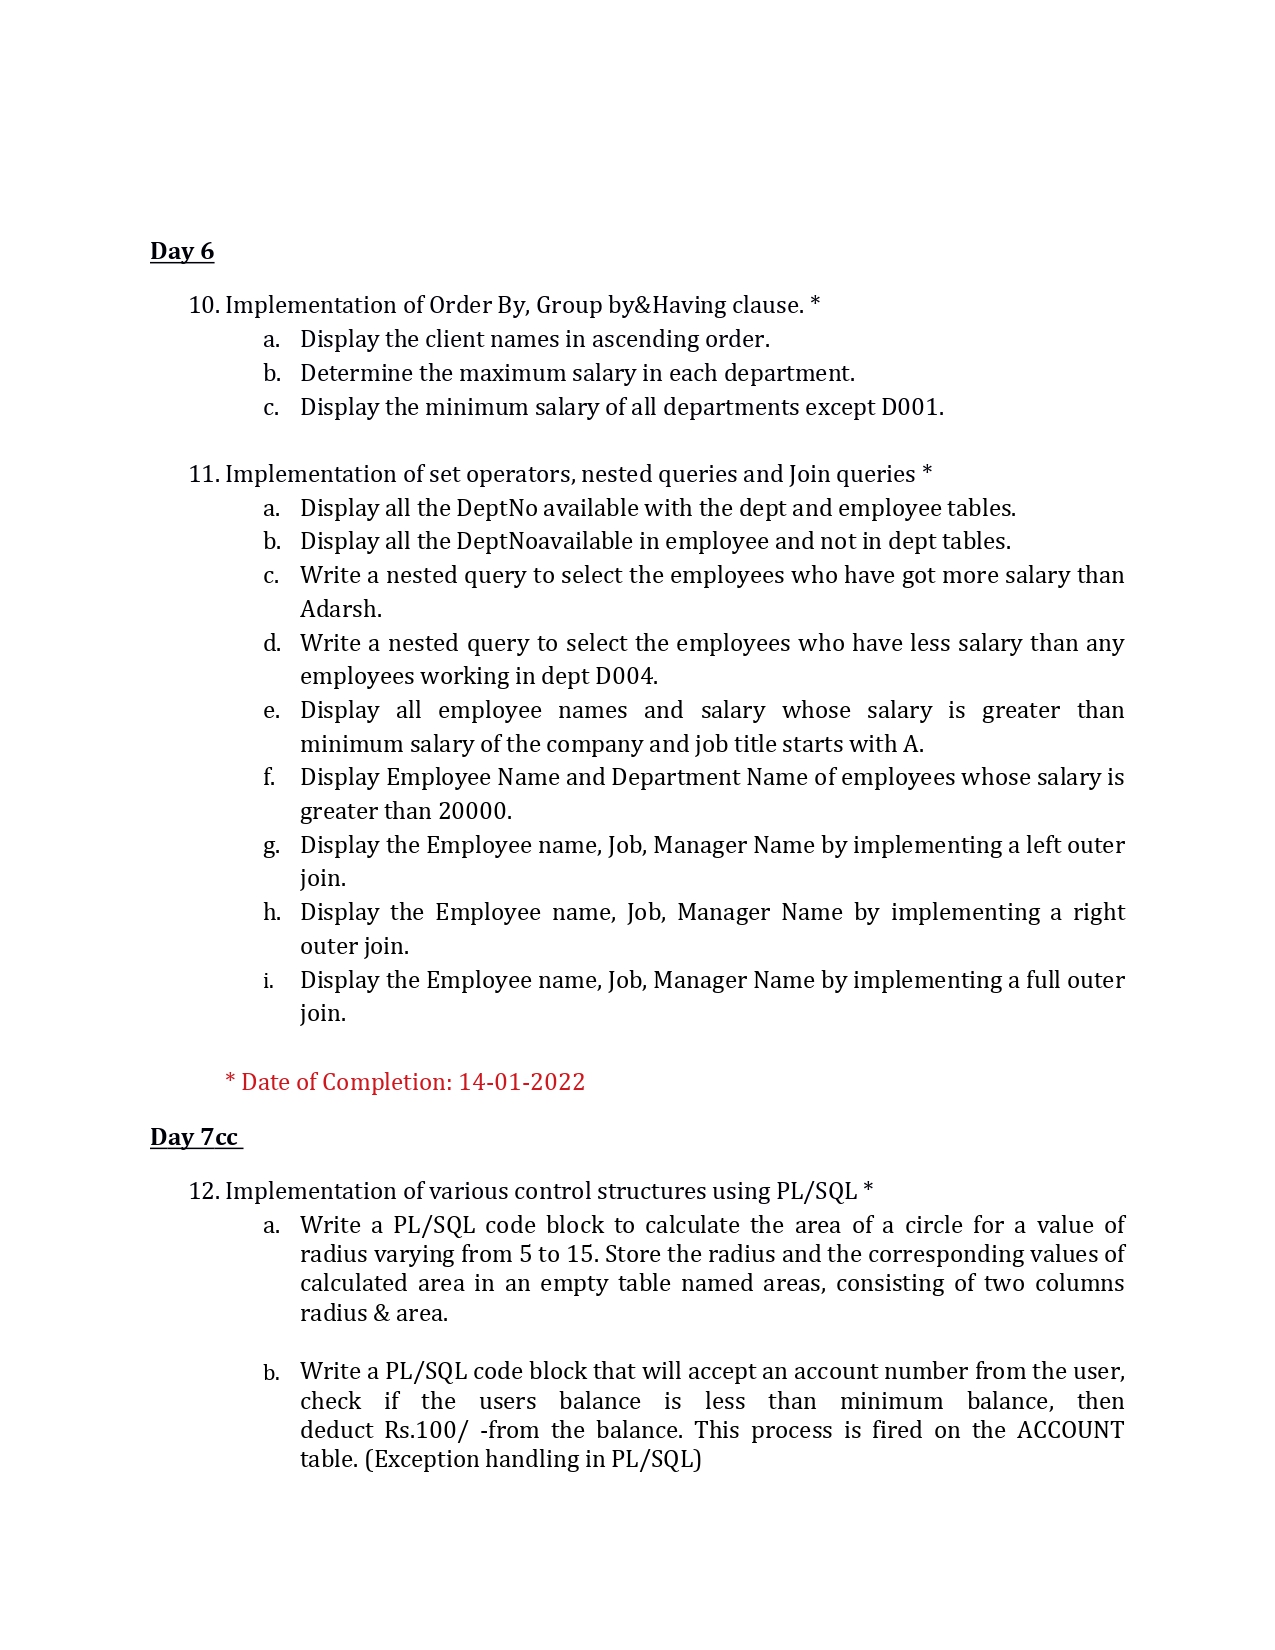 Day 6
10. Implementation of Order By, Group by&Having clause. *
a. Display the client names in ascending order.
b. Determine the maximum salary in each department.
c. Display the minimum salary of all departments except D001.
11. Implementation of set operators, nested queries and Join queries *
a. Display all the DeptNo available with the dept and employee tables.
b. Display all the DeptNoavailable in employee and not in dept tables.
c. Write a nested query to select the employees who have got more salary than
Adarsh.
d. Write a nested query to select the employees who have less salary than any
employees working in dept D004.
e. Display all employee names and salary whose salary is greater than
minimum salary of the company and job title starts with A.
f. Display Employee Name and Department Name of employees whose salary is
greater than 20000.
g. Display the Employee name, Job, Manager Name by implementing a left outer
join.
h. Display the Employee name, Job, Manager Name by implementing a right
outer join.
i. Display the Employee name, Job, Manager Name by implementing a full outer
join.
* Date of Completion: 14-01-2022
Day 7cc
12. Implementation of various control structures using PL/SQL *
a. Write a PL/SQL code block to calculate the area of a circle for a value of
radius varying from 5 to 15. Store the radius and the corresponding values of
calculated area in an empty table named areas, consisting of two columns
radius & area.
b. Write a PL/SQL code block that will accept an account number from the user,
check if the users balance is less than minimum balance, then
deduct Rs.100/ -from the balance. This process is fired on the ACCOUNT
table. (Exception handling in PL/SQL)